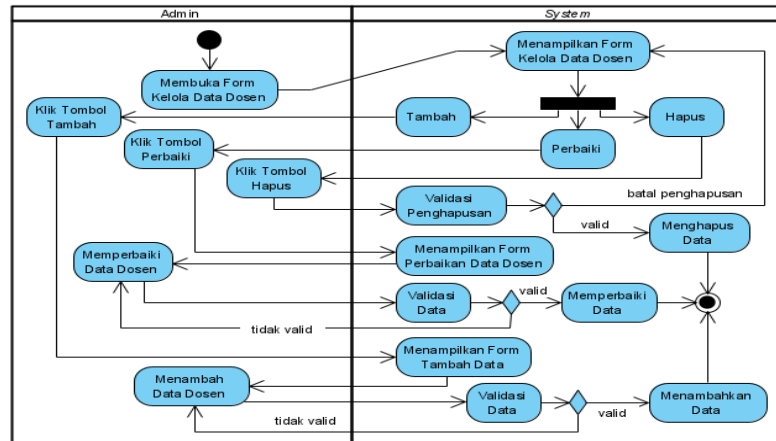 Admin
System
Membuka Form
Kelola Data Dosen
Menampilkan Form
Kelola Data Dosen
Klik Tombol
Tambah
Tambah
Hapus
Klik Tombol
Perbaiki
Perbaiki
Klik Tombol
Hapus
Validasi
Penghapusan
batal penghapusan
valid
Menghapus
Data
Memperbaiki
Data Dosen
Menampilkan Form
Perbaikan Data Dosen
Validasi
Data
valid
Memperbaiki
Data
tidak valid
Menampilkan Form
Tambah Data
Menambah
Data Dosen
Validasi
Data
valid
Menambahkan
Data
tidak valid